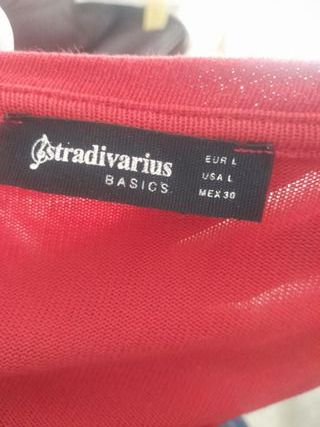 stradivarius
BASICS
EUR L
USA L
MEX 30